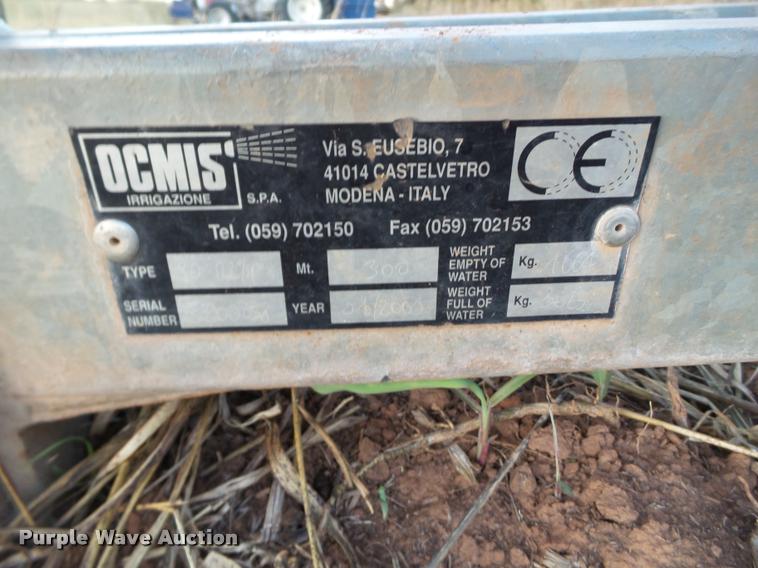 OCMIS
IRRIGAZIONE
S.P.A.
Via S. EUSEBIO, 7
41014 CASTELVETRO
MODENA - ITALY
CE
Tel. (059) 702150 Fax (059) 702153
TYPE
Mt. 300
WEIGHT EMPTY OF WATER
Kg.
SERIAL NUMBER
YEAR
WEIGHT FULL OF WATER
Kg.
Purple Wave Auction